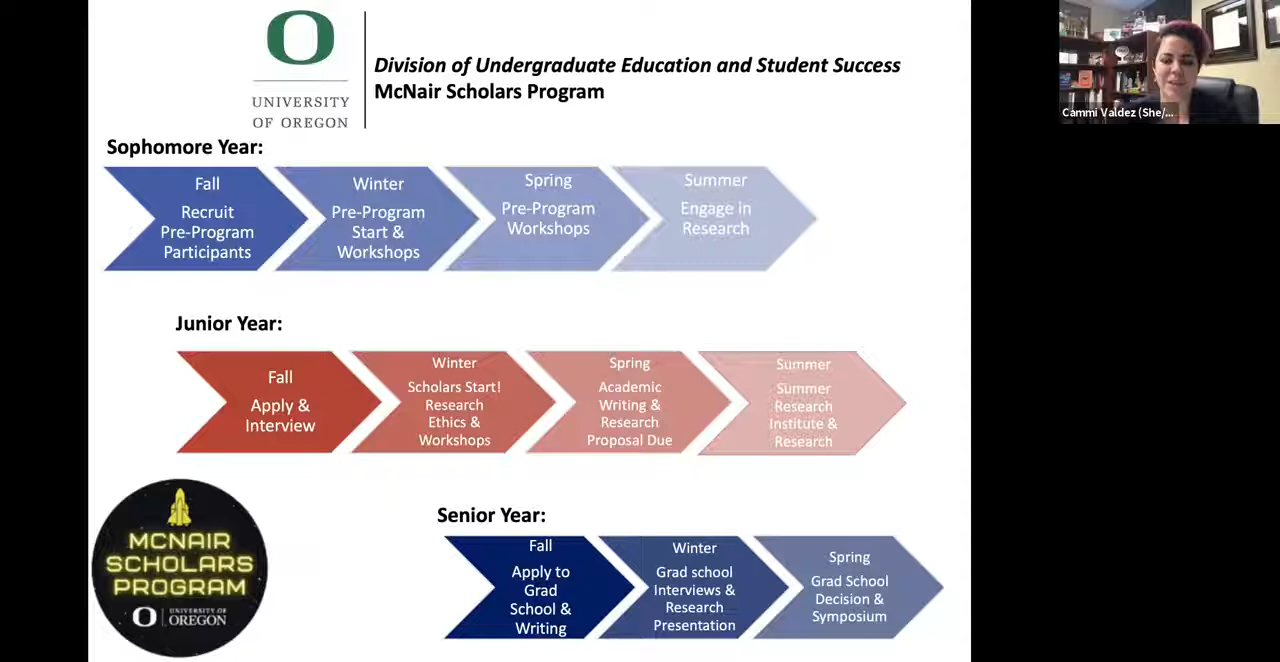 UNIVERSITY
OF OREGON
Division of Undergraduate Education and Student Success
McNair Scholars Program
Cammi Valdez (She/...
Sophomore Year:
Fall
Recruit
Pre-Program
Participants
Winter
Pre-Program
Start &
Workshops
Spring
Pre-Program
Workshops
Summer
Engage in
Research
Junior Year:
Fall
Apply &
Interview
Winter
Scholars Start!
Research
Ethics &
Workshops
Spring
Academic
Writing &
Research
Proposal Due
Summer
Summer
Research
Institute &
Research
Senior Year:
Fall
Apply to
Grad
School &
Writing
Winter
Grad school
Interviews &
Research
Presentation
Spring
Grad School
Decision &
Symposium
MCNAIR
SCHOLARS
PROGRAM
UNIVERSITY OF
OREGON